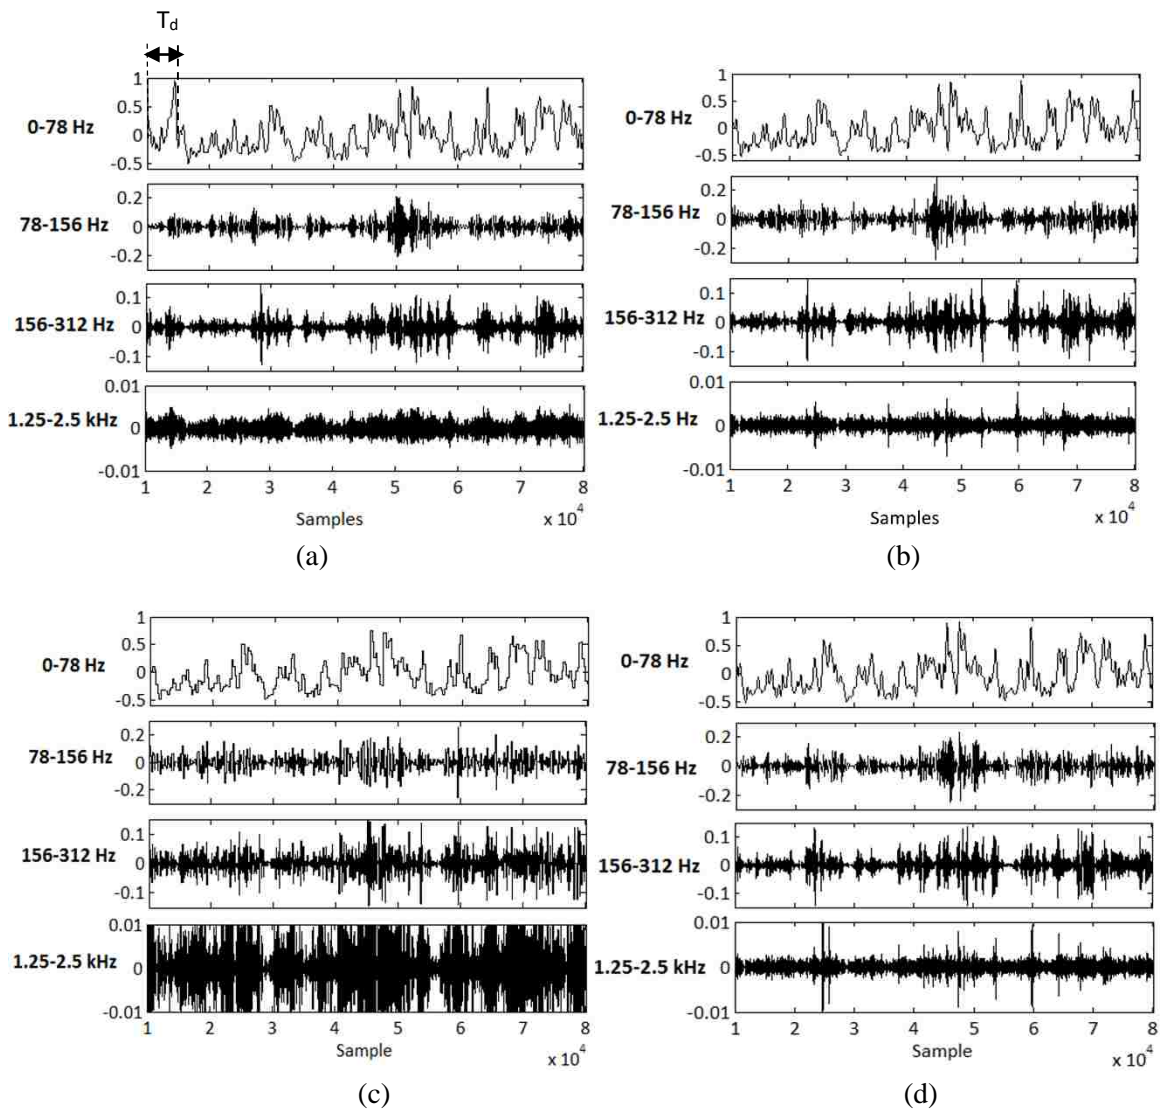 T_d
1
0.5
0
-0.5
0-78 Hz
0.2
0
-0.2
78-156 Hz
0.1
0
-0.1
156-312 Hz
0.01
0
-0.01
1.25-2.5 kHz
1 2 3 4 5 6 7 8
Samples
x 10^4
(a)
1
0.5
0
-0.5
0-78 Hz
0.2
0
-0.2
78-156 Hz
0.1
0
-0.1
156-312 Hz
0.01
0
-0.01
1.25-2.5 Hz
1 2 3 4 5 6 7 8
Samples
x 10^4
(b)
1
0.5
0
-0.5
0-78 Hz
0.2
0
-0.2
78-156 Hz
0.1
0
-0.1
156-312 Hz
0.01
0
-0.01
1.25-2.5 kHz
1 2 3 4 5 6 7 8
Sample
x 10^4
(c)
1
0.5
0
-0.5
0-78 Hz
0.2
0
-0.2
78-156 Hz
0.1
0
-0.1
156-312 Hz
0.01
0
-0.01
1.25-2.5 kHz
1 2 3 4 5 6 7 8
Sample
x 10^4
(d)